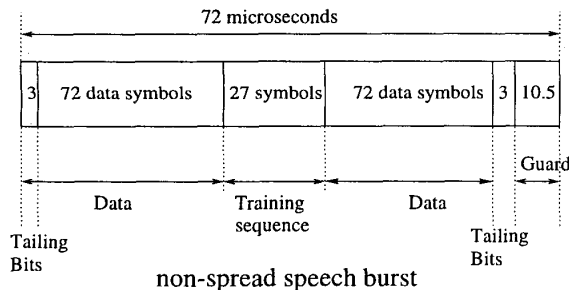 72 microseconds
3 72 data symbols 27 symbols 72 data symbols 3 10.5
Guard
Data Training sequence Data
Tailing Bits Tailing Bits
non-spread speech burst